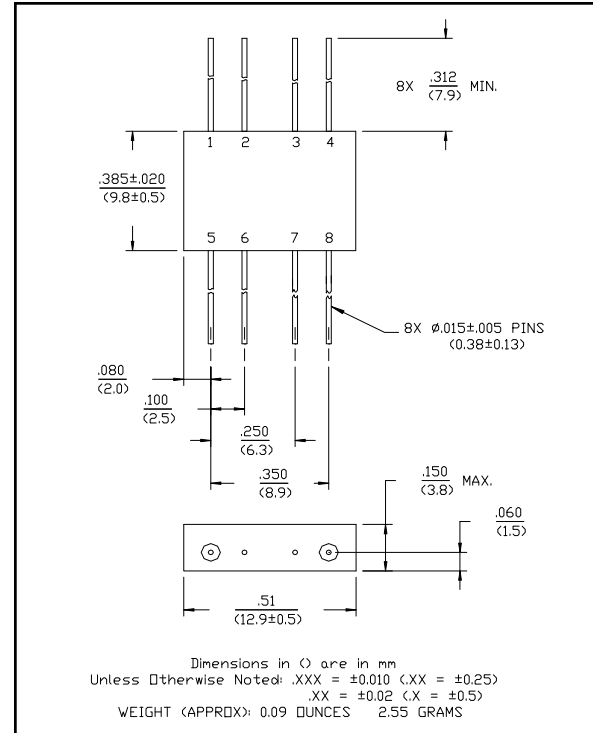 .312
8X MIN.
(7.9)
1 2 3 4
.385±.020
(9.8±0.5)
5 6 7 8
8X Ø.015±.005 PINS
(0.38±0.13)
.080
(2.0)
.100
(2.5)
.250
(6.3)
.350
(8.9)
.150 MAX.
(3.8)
.060
(1.5)
.51
(12.9±0.5)
Dimensions in () are in mm
Unless Otherwise Noted: .XXX = ±0.010 (.XX = ±0.25)
.XX = ±0.02 (.X = ±0.5)
WEIGHT (APPROX): 0.09 OUNCES 2.55 GRAMS